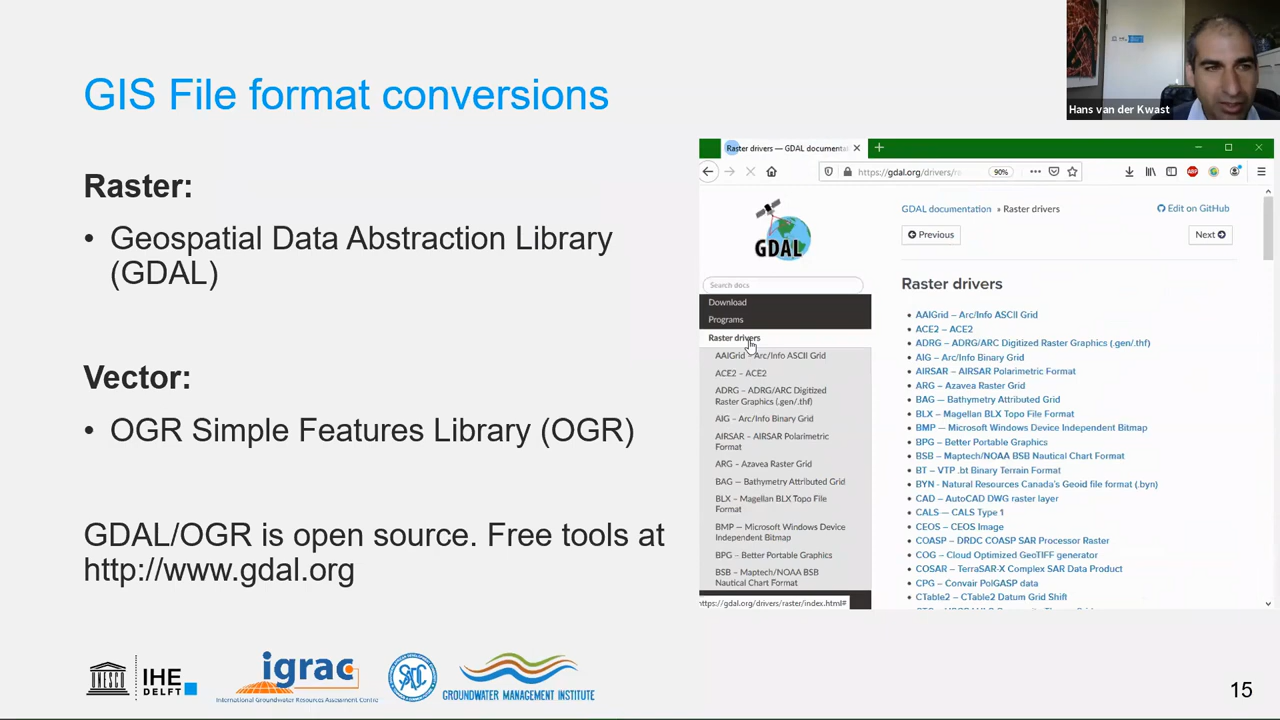 GIS File format conversions
Hans van der Kwast
Raster:
• Geospatial Data Abstraction Library
(GDAL)
Vector:
• OGR Simple Features Library (OGR)
GDAL/OGR is open source. Free tools at
http://www.gdal.org
Raster drivers — GDAL documenta
https://gdal.org/drivers/ra
90%
GDAL
Search docs
Download
Programs
Raster drivers
AAIGrid – Arc/Info ASCII Grid
ACE2 – ACE2
ADRG – ADRG/ARC Digitized
Raster Graphics (.gen/.thf)
AIG – Arc/Info Binary Grid
AIRSAR – AIRSAR Polarimetric
Format
ARG – Azavea Raster Grid
BAG — Bathymetry Attributed Grid
BLX – Magellan BLX Topo File
Format
BMP — Microsoft Windows Device
Independent Bitmap
BPG – Better Portable Graphics
BSB – Maptech/NOAA BSB
Nautical Chart Format
https://gdal.org/drivers/raster/index.html#
GDAL documentation » Raster drivers
Edit on GitHub
Previous
Next
Raster drivers
• AAIGrid – Arc/Info ASCII Grid
• ACE2 – ACE2
• ADRG – ADRG/ARC Digitized Raster Graphics (.gen/.thf)
• AIG – Arc/Info Binary Grid
• AIRSAR – AIRSAR Polarimetric Format
• ARG – Azavea Raster Grid
• BAG — Bathymetry Attributed Grid
• BLX – Magellan BLX Topo File Format
• BMP — Microsoft Windows Device Independent Bitmap
• BPG – Better Portable Graphics
• BSB – Maptech/NOAA BSB Nautical Chart Format
• BT – VTP .bt Binary Terrain Format
• BYN - Natural Resources Canada's Geoid file format (.byn)
• CAD – AutoCAD DWG raster layer
• CALS — CALS Type 1
• CEOS – CEOS Image
• COASP – DRDC COASP SAR Processor Raster
• COG – Cloud Optimized GeoTIFF generator
• COSAR – TerraSAR-X Complex SAR Data Product
• CPG – Convair PolGASP data
• CTable2 – CTable2 Datum Grid Shift
UNESCO
IHE
DELFT
igrac
International Groundwater Resources Assessment Centre
GROUNDWATER MANAGEMENT INSTITUTE
15